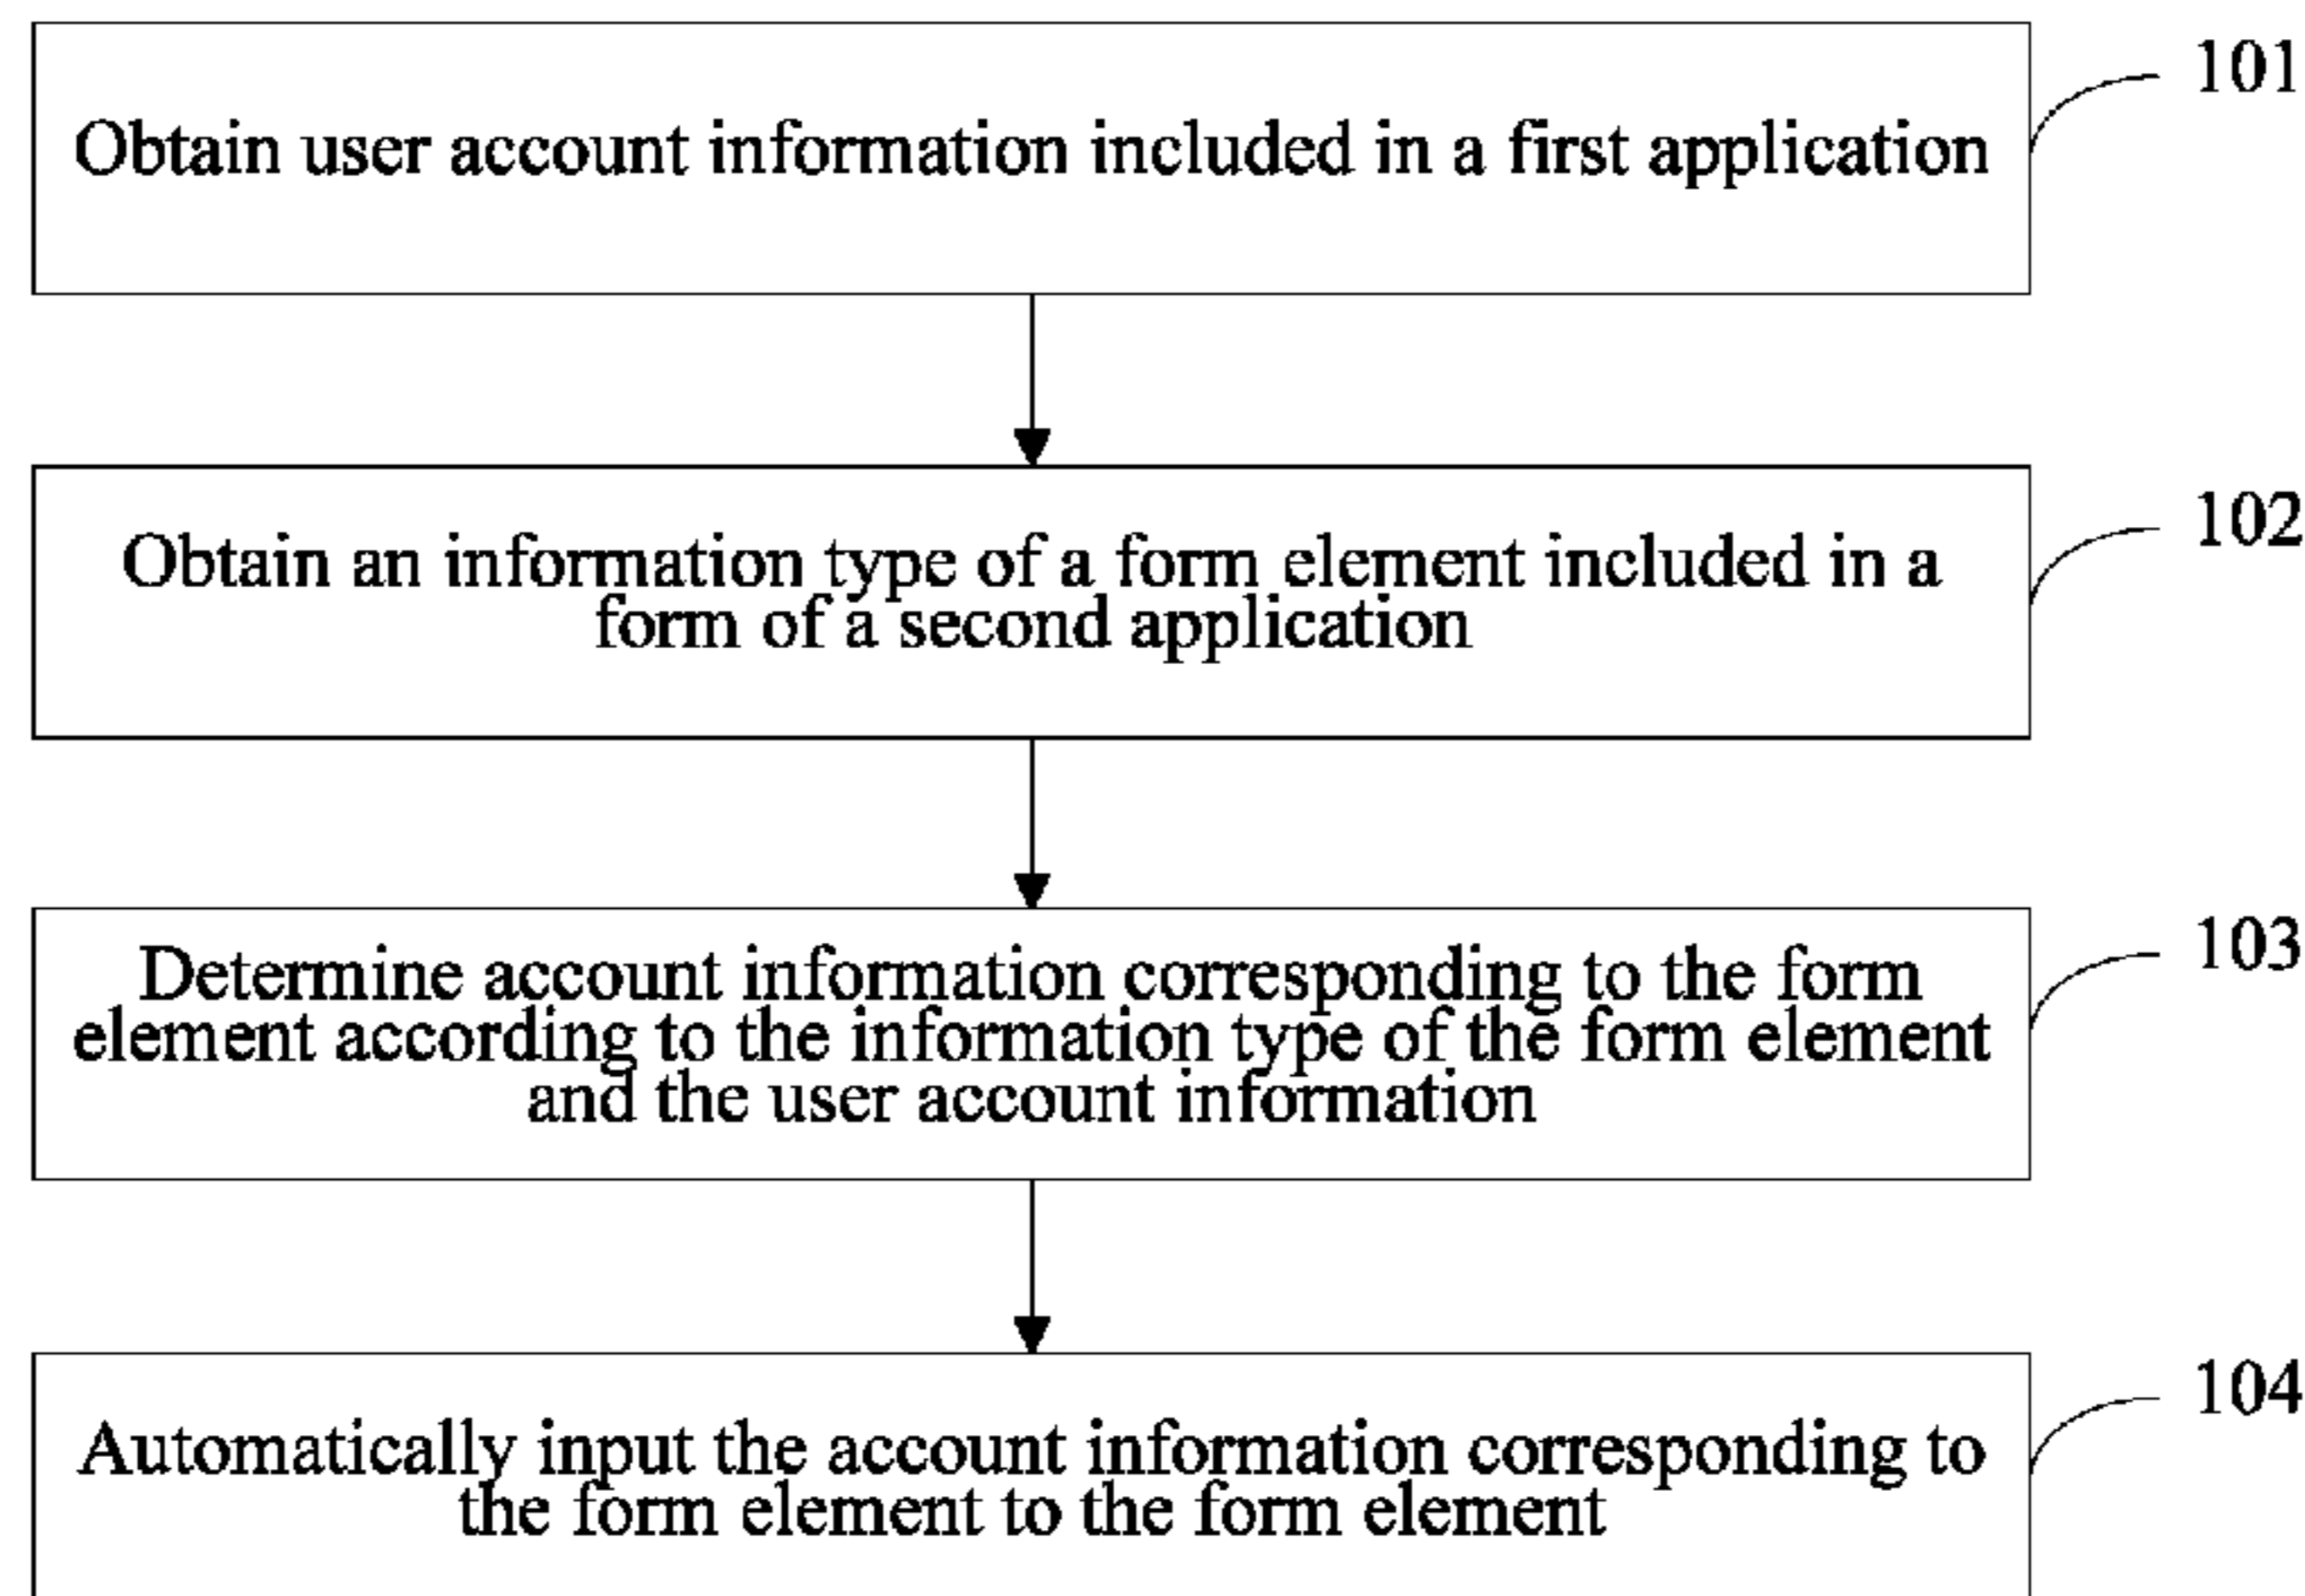 101
Obtain user account information included in a first application
102
Obtain an information type of a form element included in a
form of a second application
103
Determine account information corresponding to the form
element according to the information type of the form element
and the user account information
104
Automatically input the account information corresponding to
the form element to the form element